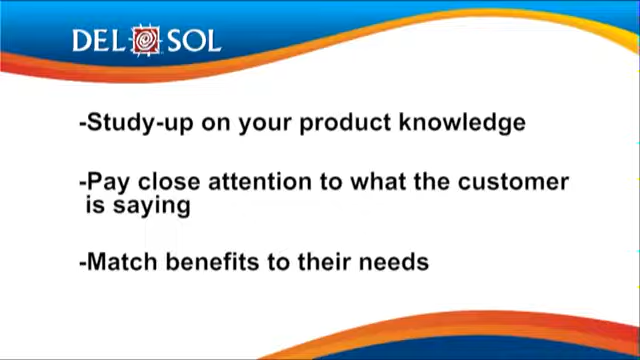 DEL SOL
-Study-up on your product knowledge
-Pay close attention to what the customer
is saying
-Match benefits to their needs